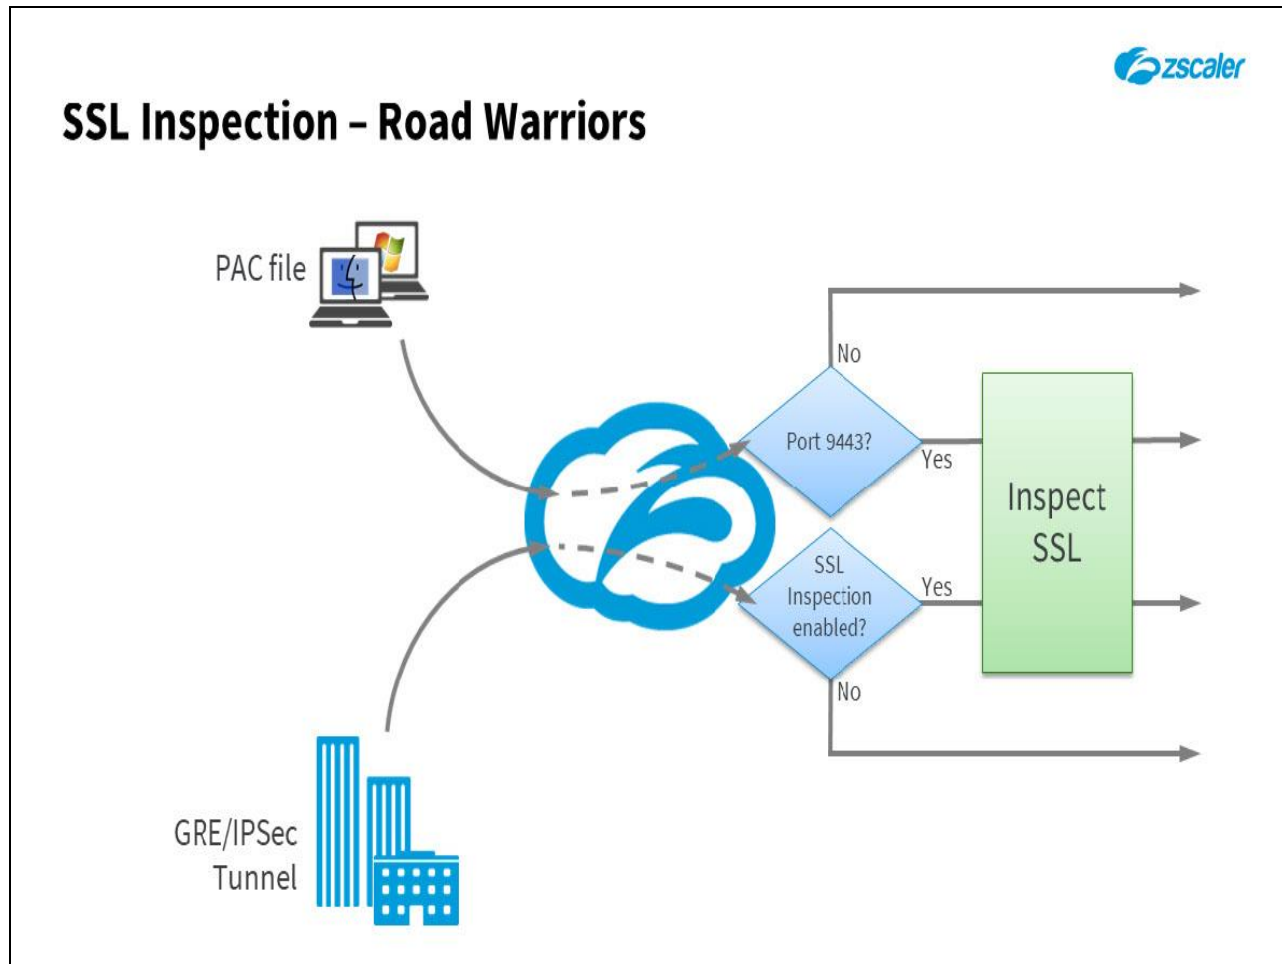 zscaler
SSL Inspection – Road Warriors
PAC file
No
Port 9443?
Yes
Inspect
SSL
SSL
Inspection
enabled?
Yes
No
GRE/IPSec
Tunnel